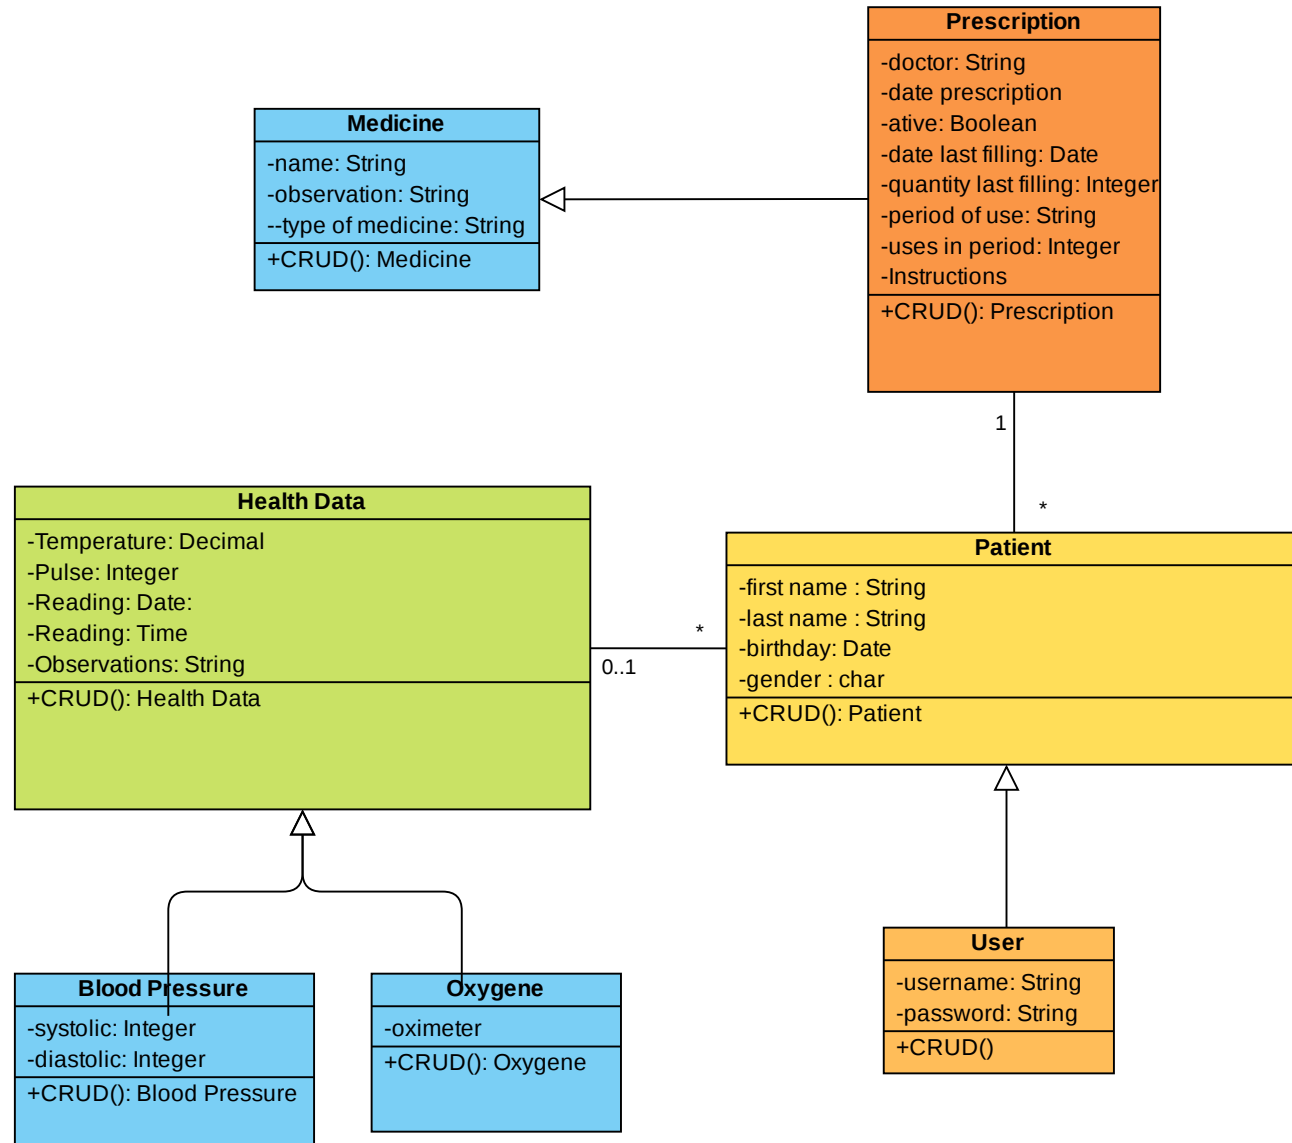 Prescription
-doctor: String
-date prescription
-ative: Boolean
-date last filling: Date
-quantity last filling: Integer
-period of use: String
-uses in period: Integer
-Instructions
+CRUD(): Prescription
Medicine
-name: String
-observation: String
--type of medicine: String
+CRUD(): Medicine
1
*
Health Data
-Temperature: Decimal
-Pulse: Integer
-Reading: Date:
-Reading: Time
-Observations: String
+CRUD(): Health Data
*
0..1
Patient
-first name : String
-last name : String
-birthday: Date
-gender : char
+CRUD(): Patient
Blood Pressure
-systolic: Integer
-diastolic: Integer
+CRUD(): Blood Pressure
Oxygene
-oximeter
+CRUD(): Oxygene
User
-username: String
-password: String
+CRUD()